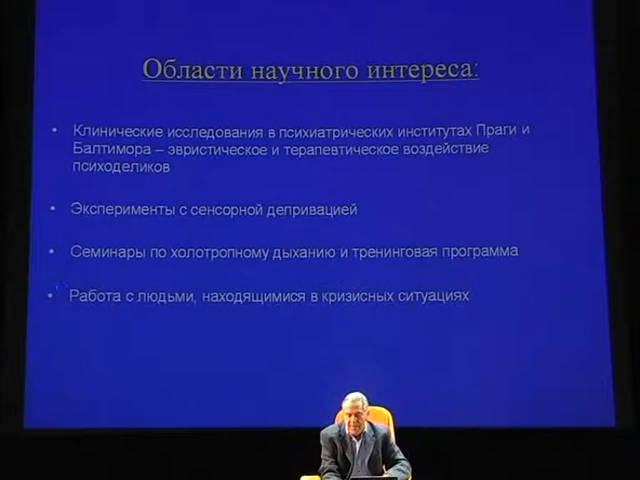 Области научного интереса:
• Клинические исследования в психиатрических институтах Праги и
Балтимора – эвристическое и терапевтическое воздействие
психоделиков
• Эксперименты с сенсорной депривацией
• Семинары по холотропному дыханию и тренинговая программа
• Работа с людьми, находящимися в кризисных ситуациях